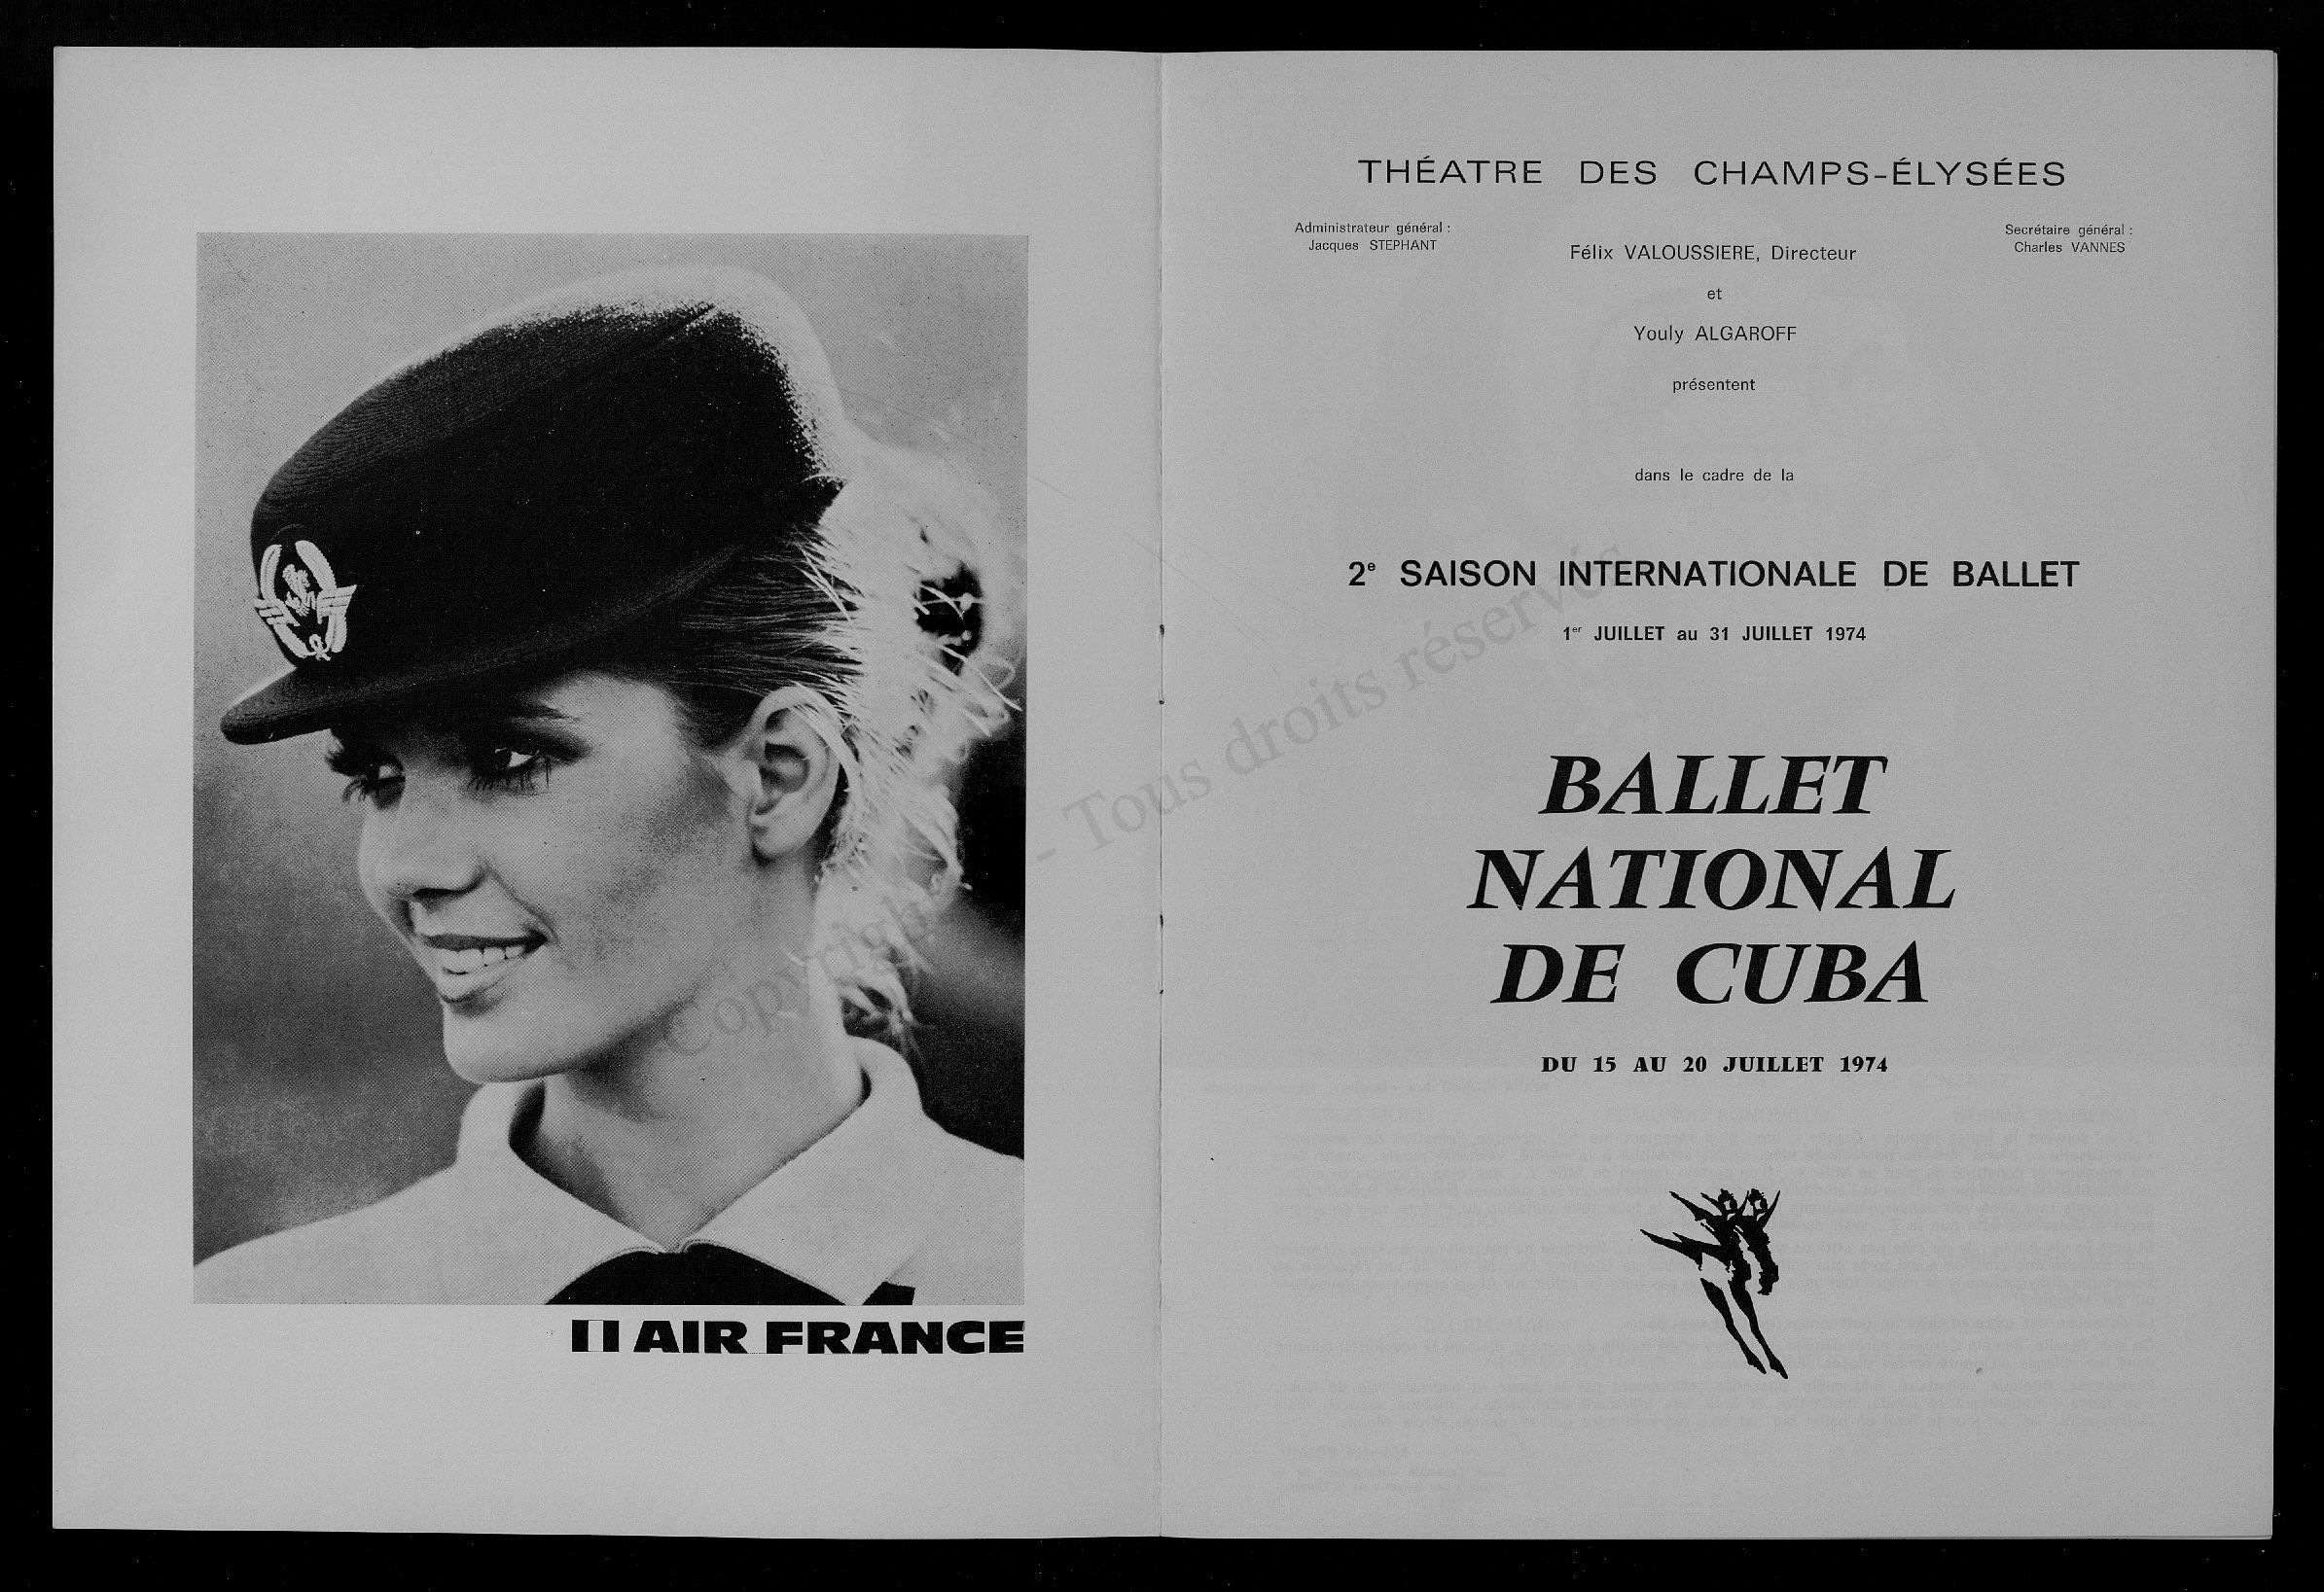 AIR FRANCE
THÉATRE DES CHAMPS-ÉLYSÉES
Administrateur général :
Jacques STEPHANT
Secrétaire général :
Charles VANNES
Félix VALOUSSIERE, Directeur
et
Youly ALGAROFF
présentent
dans le cadre de la
2e SAISON INTERNATIONALE DE BALLET
1er JUILLET au 31 JUILLET 1974
BALLET
NATIONAL
DE CUBA
DU 15 AU 20 JUILLET 1974
Copyright - Tous droits réservés